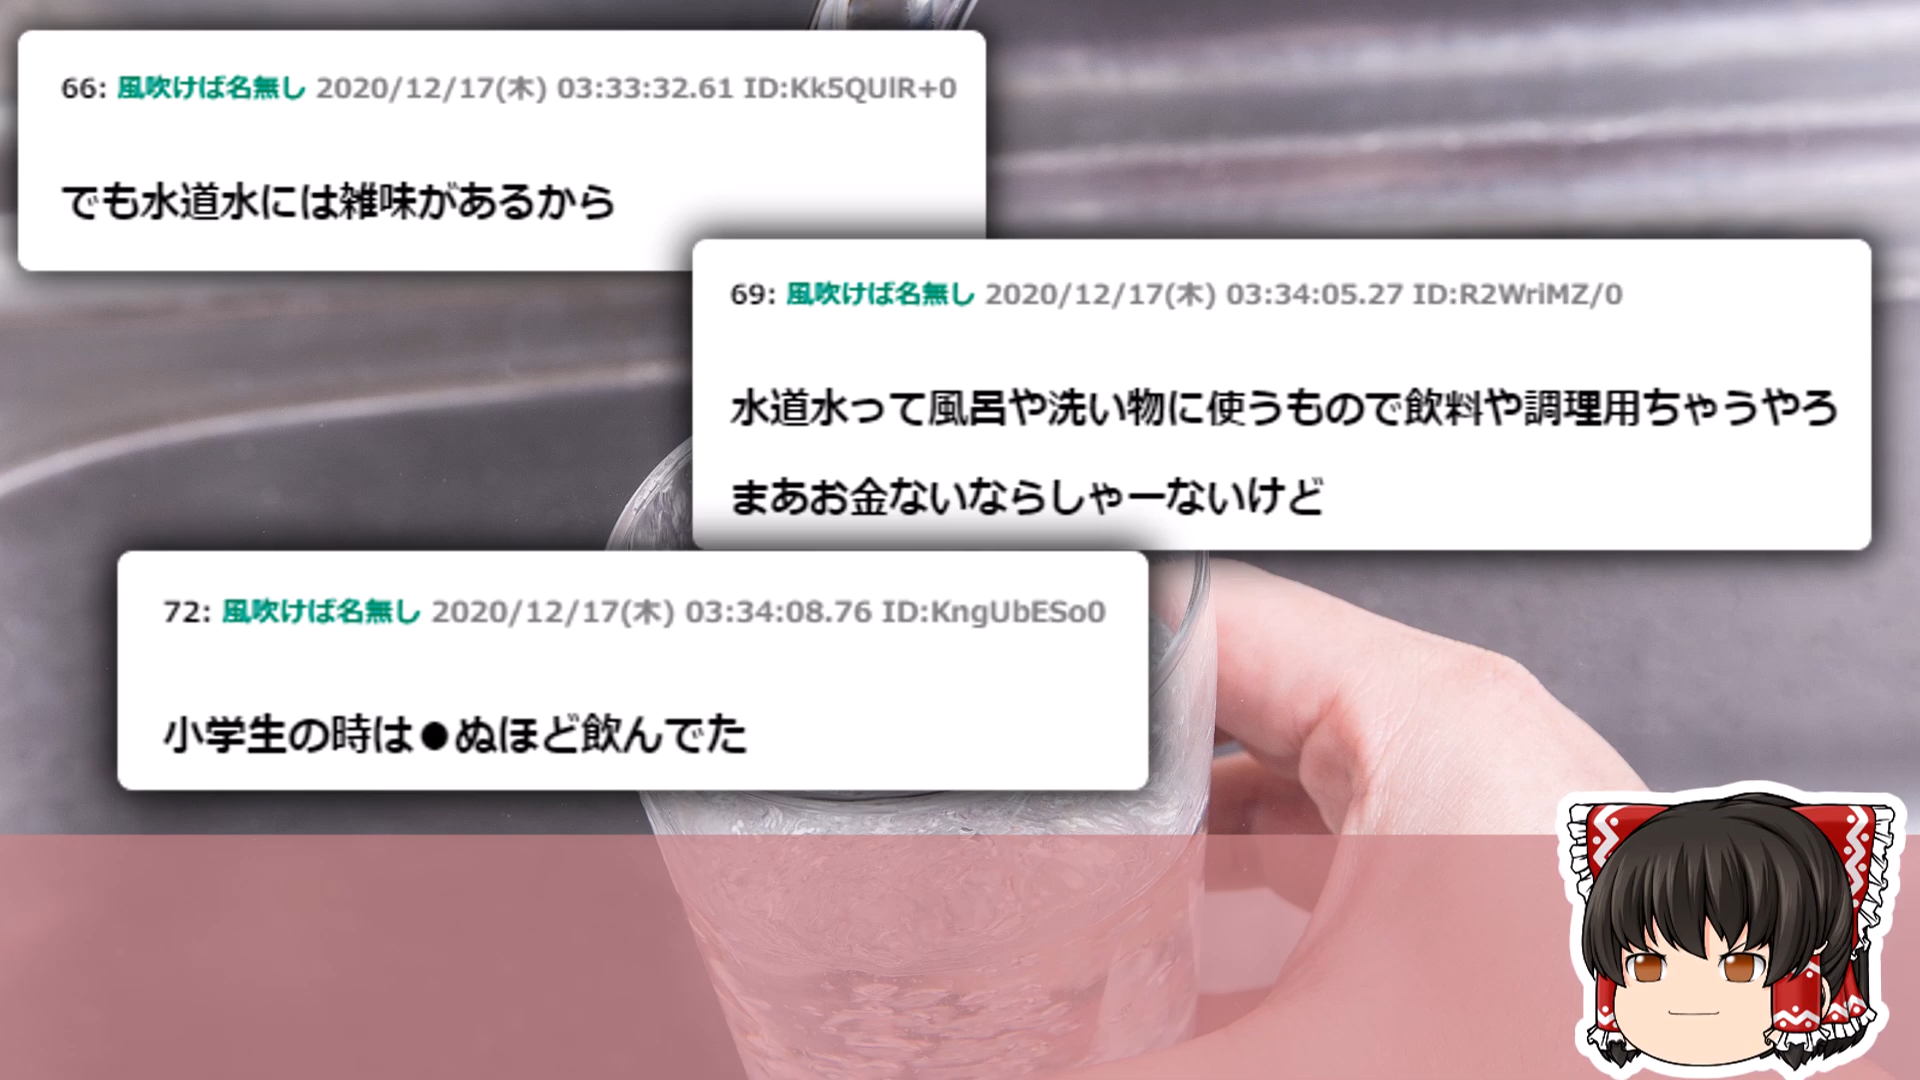 66: 風吹けば名無し 2020/12/17(木) 03:33:32.61 ID:Kk5QUlR+0
でも水道水には雑味があるから
69: 風吹けば名無し 2020/12/17(木) 03:34:05.27 ID:R2WriMZ/0
水道水って風呂や洗い物に使うもので飲料や調理用ちゃうやろ
まあお金ないならしゃーないけど
72: 風吹けば名無し 2020/12/17(木) 03:34:08.76 ID:KngUbESo0
小学生の時は●ぬほど飲んでた